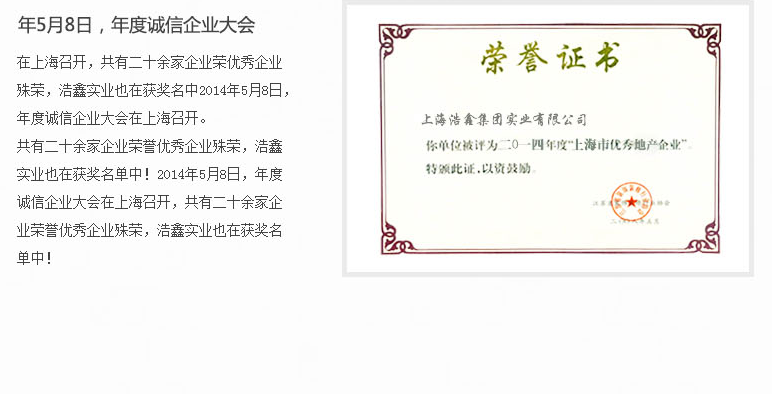 年5月8日，年度诚信企业大会
在上海召开，共有二十余家企业荣优秀企业
殊荣，浩鑫实业也在获奖名中2014年5月8日，
年度诚信企业大会在上海召开。
共有二十余家企业荣誉优秀企业殊荣，浩鑫
实业也在获奖名单中！2014年5月8日，年度
诚信企业大会在上海召开，共有二十余家企
业荣誉优秀企业殊荣，浩鑫实业也在获奖名
单中！
荣誉证书
上海浩鑫集团实业有限公司
你单位被评为二〇一四年度“上海市优秀地产企业”。
特颁此证，以资鼓励。